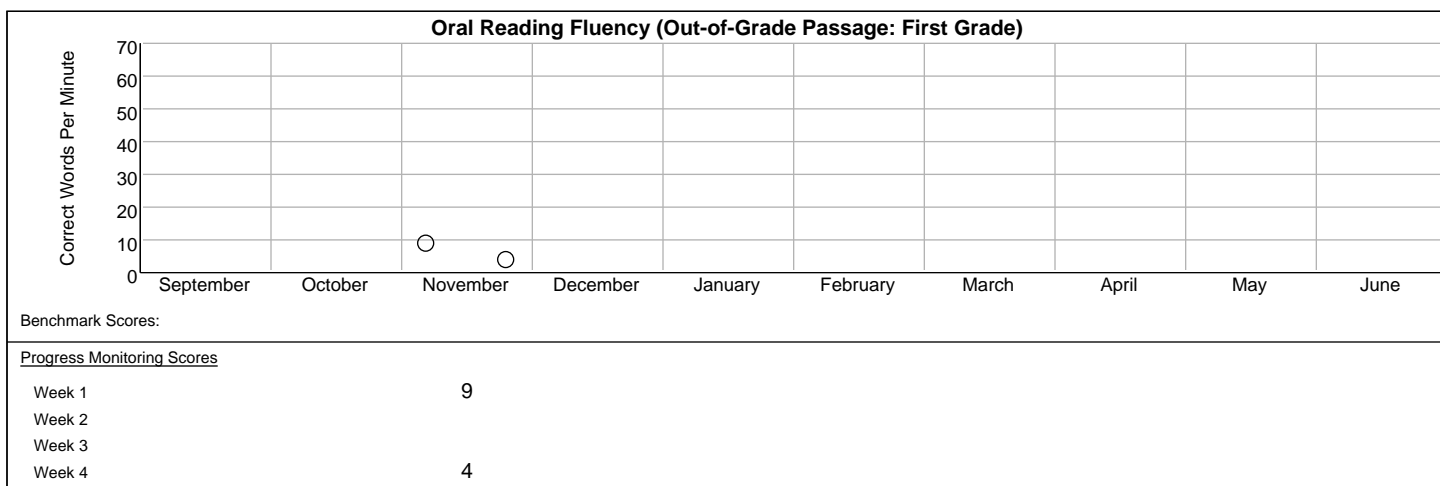 Oral Reading Fluency (Out-of-Grade Passage: First Grade)
Correct Words Per Minute
70
60
50
40
30
20
10
0
September October November December January February March April May June
Benchmark Scores:
Progress Monitoring Scores
Week 1 9
Week 2
Week 3
Week 4 4